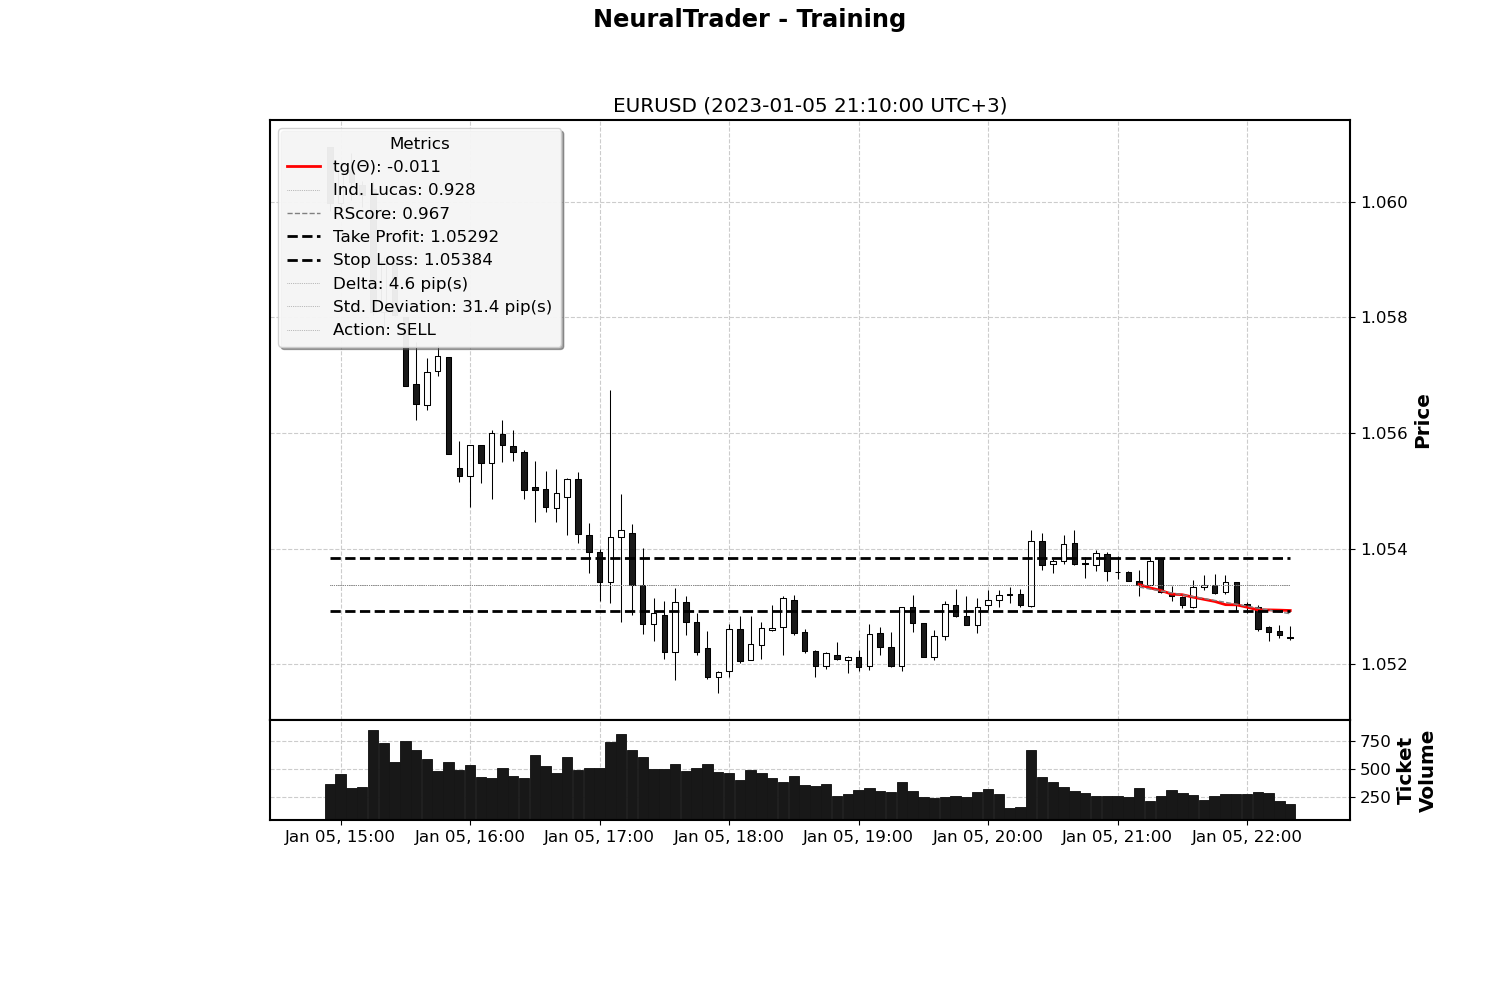 NeuralTrader - Training
EURUSD (2023-01-05 21:10:00 UTC+3)
Metrics
tg(Θ): -0.011
Ind. Lucas: 0.928
RScore: 0.967
Take Profit: 1.05292
Stop Loss: 1.05384
Delta: 4.6 pip(s)
Std. Deviation: 31.4 pip(s)
Action: SELL
1.060
1.058
1.056
1.054
1.052
Price
750
500
250
Ticket
Volume
Jan 05, 15:00
Jan 05, 16:00
Jan 05, 17:00
Jan 05, 18:00
Jan 05, 19:00
Jan 05, 20:00
Jan 05, 21:00
Jan 05, 22:00